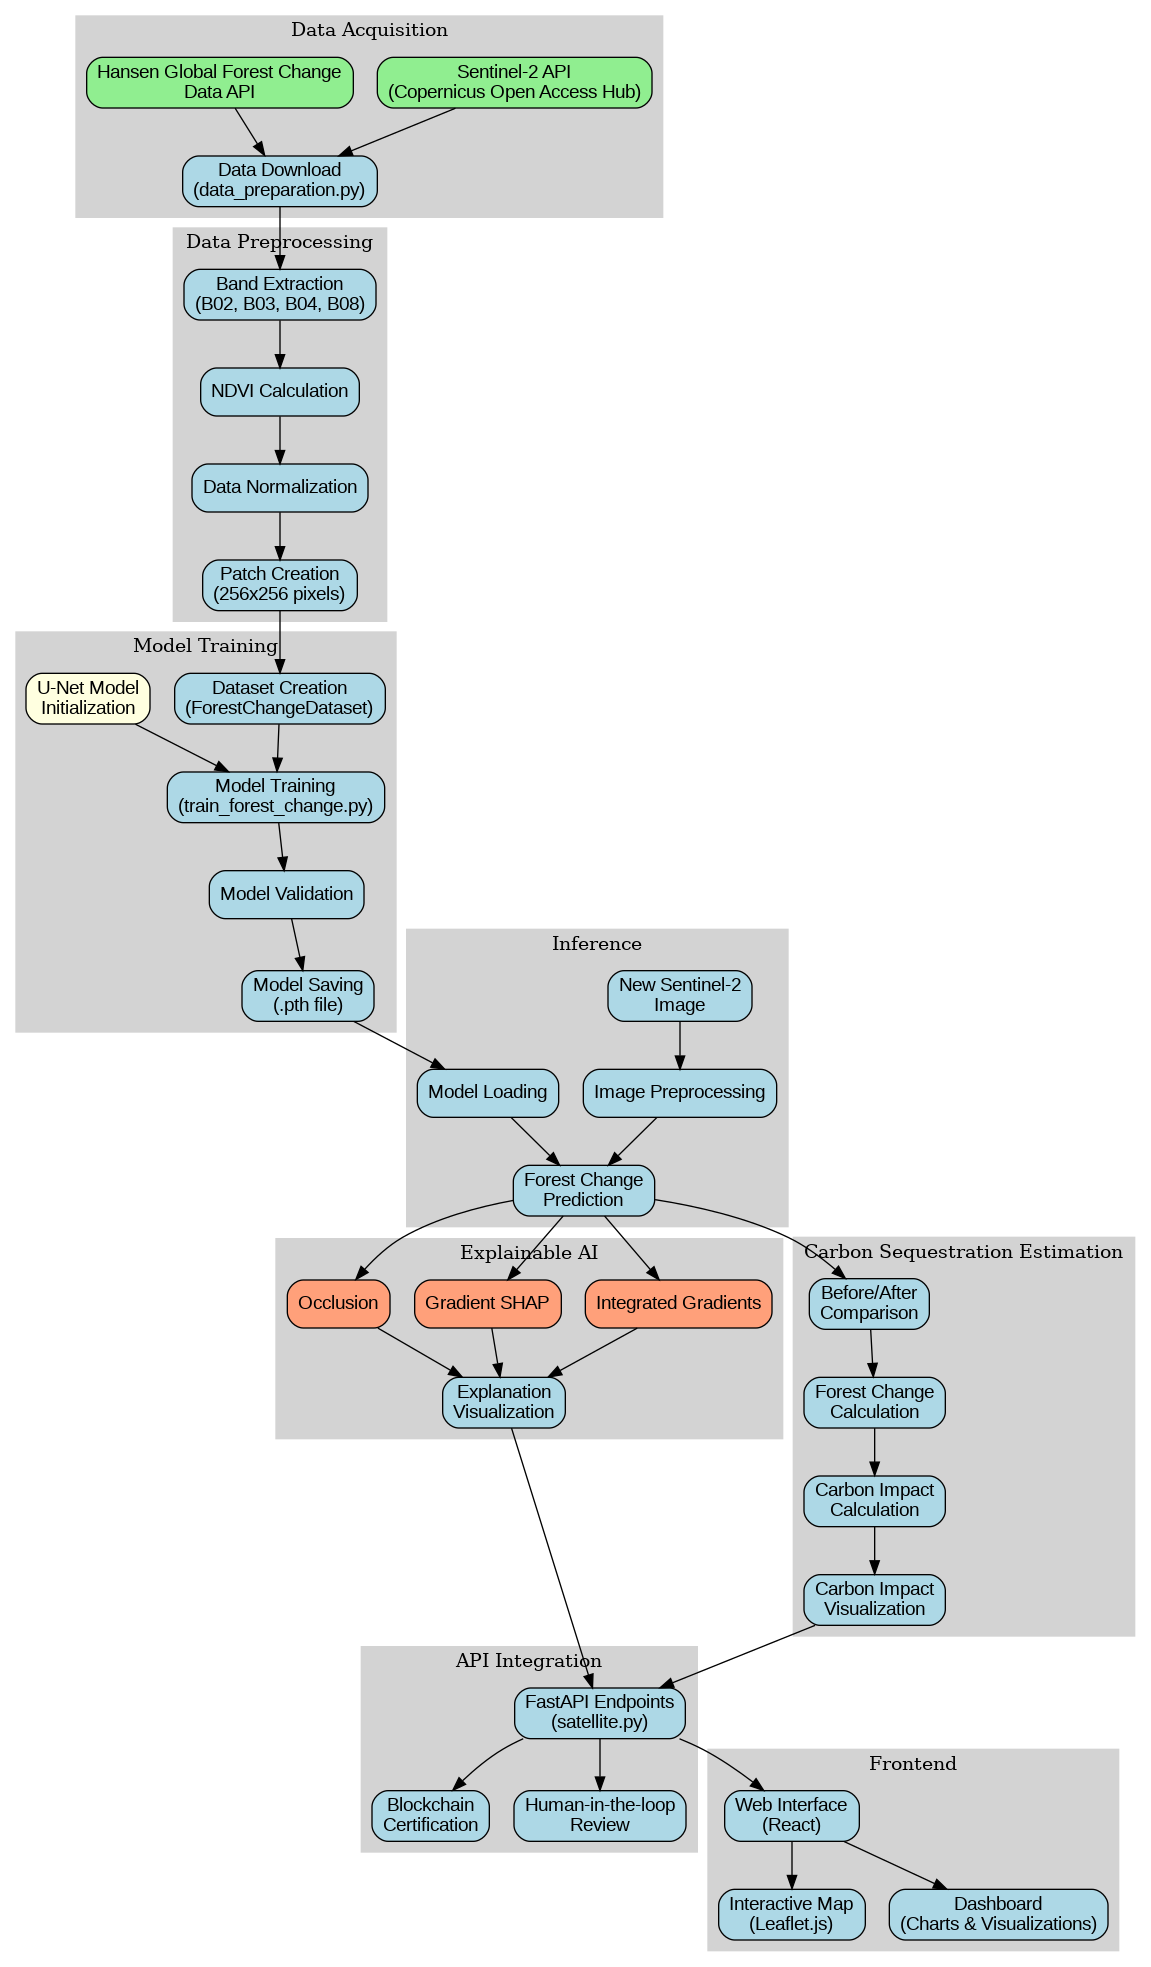 Data Acquisition
Hansen Global Forest Change
Data API
Sentinel-2 API
(Copernicus Open Access Hub)
Data Download
(data_preparation.py)
Data Preprocessing
Band Extraction
(B02, B03, B04, B08)
NDVI Calculation
Data Normalization
Patch Creation
(256x256 pixels)
Model Training
U-Net Model
Initialization
Dataset Creation
(ForestChangeDataset)
Model Training
(train_forest_change.py)
Model Validation
Model Saving
(.pth file)
Inference
New Sentinel-2
Image
Model Loading
Image Preprocessing
Forest Change
Prediction
Explainable AI
Occlusion
Gradient SHAP
Integrated Gradients
Explanation
Visualization
Carbon Sequestration Estimation
Before/After
Comparison
Forest Change
Calculation
Carbon Impact
Calculation
Carbon Impact
Visualization
API Integration
FastAPI Endpoints
(satellite.py)
Blockchain
Certification
Human-in-the-loop
Review
Frontend
Web Interface
(React)
Interactive Map
(Leaflet.js)
Dashboard
(Charts & Visualizations)